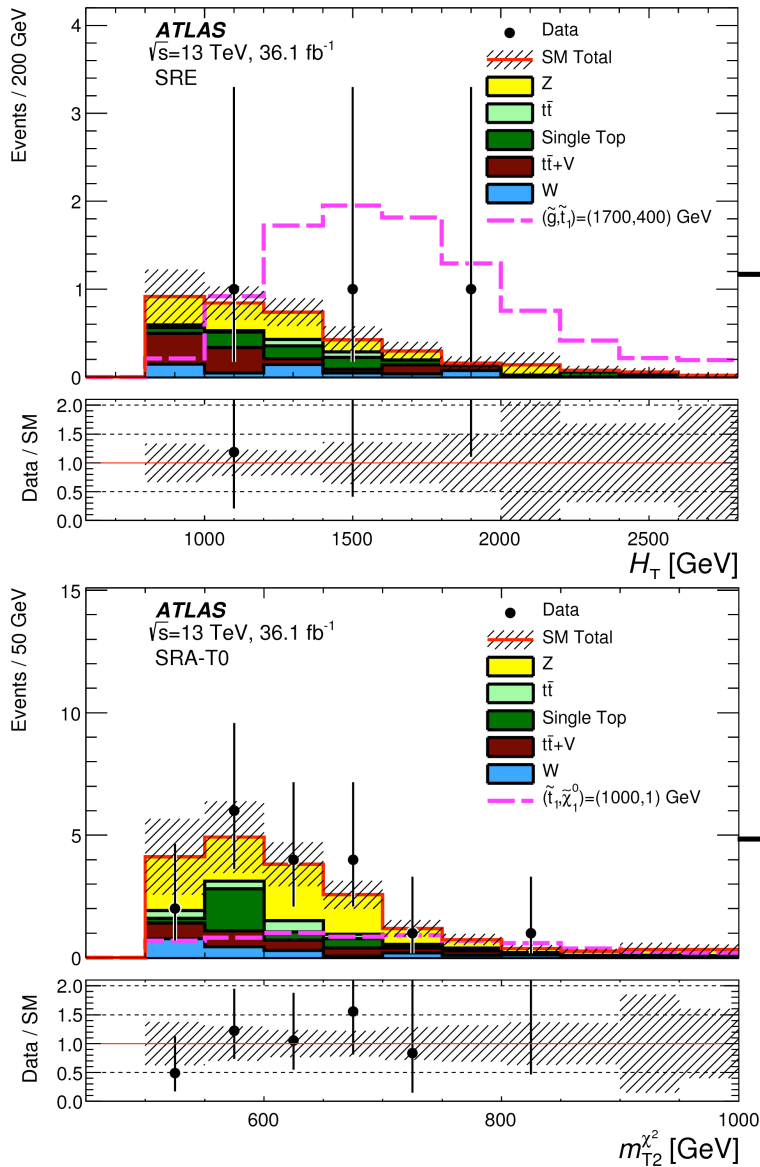 ATLAS
√s=13 TeV, 36.1 fb⁻¹
SRE
Data
SM Total
Z
tt̄
Single Top
tt̄+V
W
(g̃,t̃₁)=(1700,400) GeV
Events / 200 GeV
4
3
2
1
0
Data / SM
2.0
1.5
1.0
0.5
0.0
1000 1500 2000 2500
H_T [GeV]
ATLAS
√s=13 TeV, 36.1 fb⁻¹
SRA-T0
Data
SM Total
Z
tt̄
Single Top
tt̄+V
W
(t̃₁,χ̃₁⁰)=(1000,1) GeV
Events / 50 GeV
15
10
5
0
Data / SM
2.0
1.5
1.0
0.5
0.0
600 800 1000
m_T2^χ² [GeV]